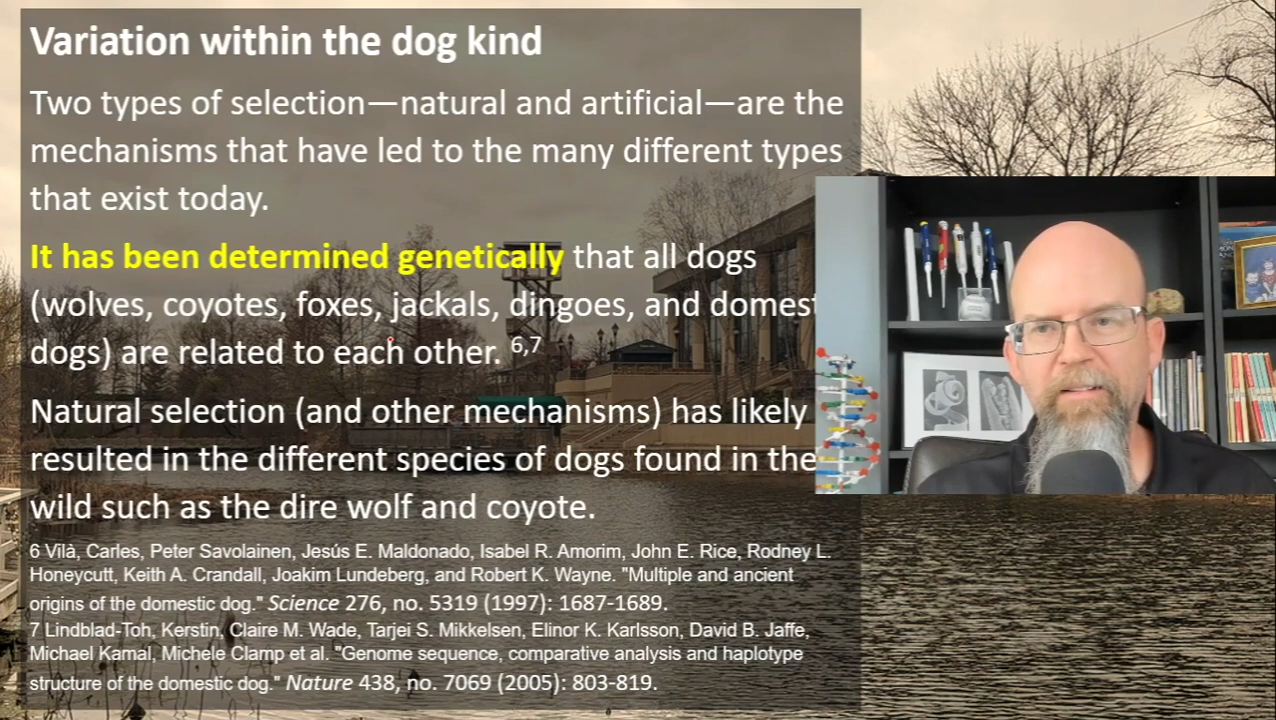 Variation within the dog kind
Two types of selection—natural and artificial—are the
mechanisms that have led to the many different types
that exist today.
It has been determined genetically that all dogs
(wolves, coyotes, foxes, jackals, dingoes, and domest
dogs) are related to each other. 6,7
Natural selection (and other mechanisms) has likely
resulted in the different species of dogs found in the
wild such as the dire wolf and coyote.
6 Vilà, Carles, Peter Savolainen, Jesús E. Maldonado, Isabel R. Amorim, John E. Rice, Rodney L.
Honeycutt, Keith A. Crandall, Joakim Lundeberg, and Robert K. Wayne. "Multiple and ancient
origins of the domestic dog." Science 276, no. 5319 (1997): 1687-1689.
7 Lindblad-Toh, Kerstin, Claire M. Wade, Tarjei S. Mikkelsen, Elinor K. Karlsson, David B. Jaffe,
Michael Kamal, Michele Clamp et al. "Genome sequence, comparative analysis and haplotype
structure of the domestic dog." Nature 438, no. 7069 (2005): 803-819.